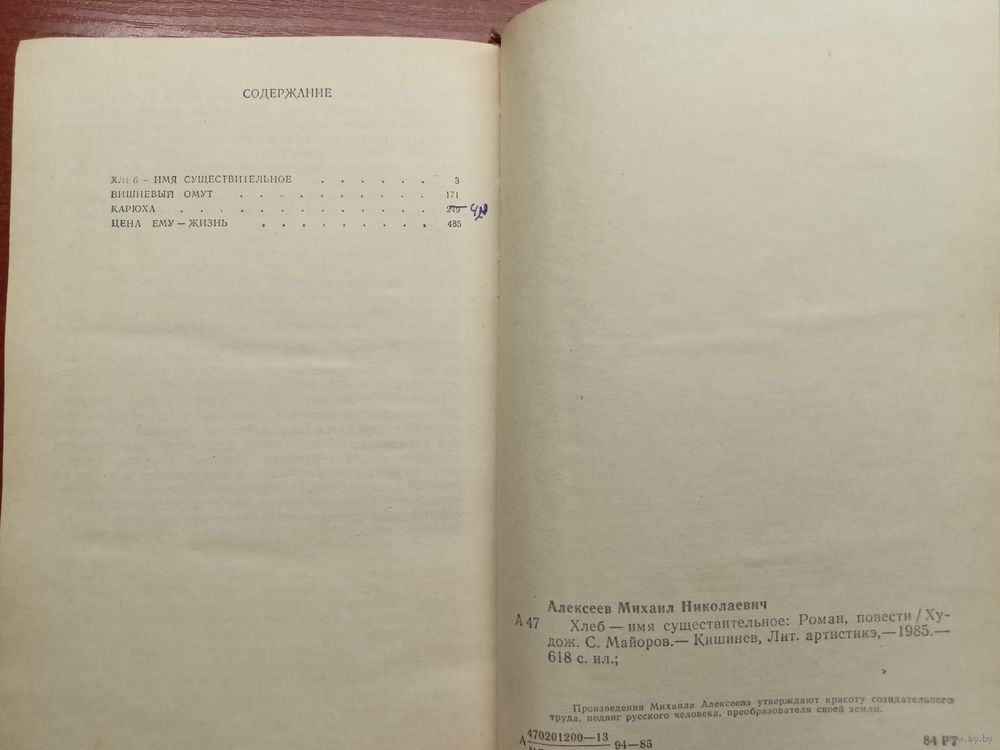 СОДЕРЖАНИЕ
ХЛЕБ — ИМЯ СУЩЕСТВИТЕЛЬНОЕ . . . . . . 3
ВИШНЕВЫЙ ОМУТ . . . . . . . . . . 171
КАРЮХА . . . . . . . . . . . . 249
ЦЕНА ЕМУ — ЖИЗНЬ . . . . . . . . . 485
Алексеев Михаил Николаевич
А 47 Хлеб — имя существительное: Роман, повести / Ху-
дож. С. Майоров.— Кишинев, Лит. артистикэ,—1985.—
618 с. ил.;
Произведения Михаила Алексеева утверждают красоту созидательного
труда, подвиг русского человека, преобразователя своей земли.
А 470201200—13 94—85 84 Р7